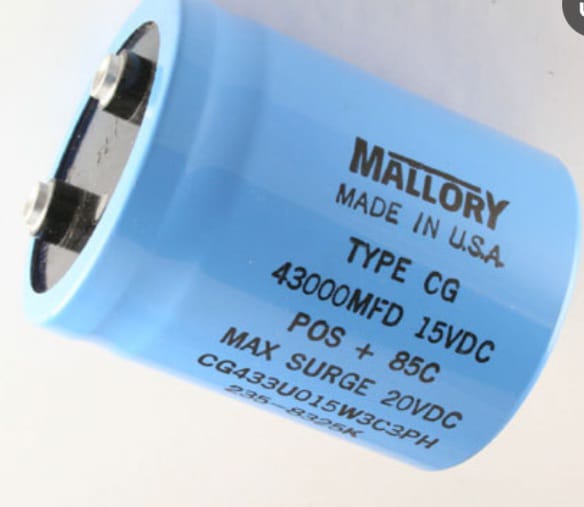 MALLORY
MADE IN U.S.A.
TYPE CG
43000MFD 15VDC
POS + 85C
MAX SURGE 20VDC
CG433U015W3C3PH
235-8325K